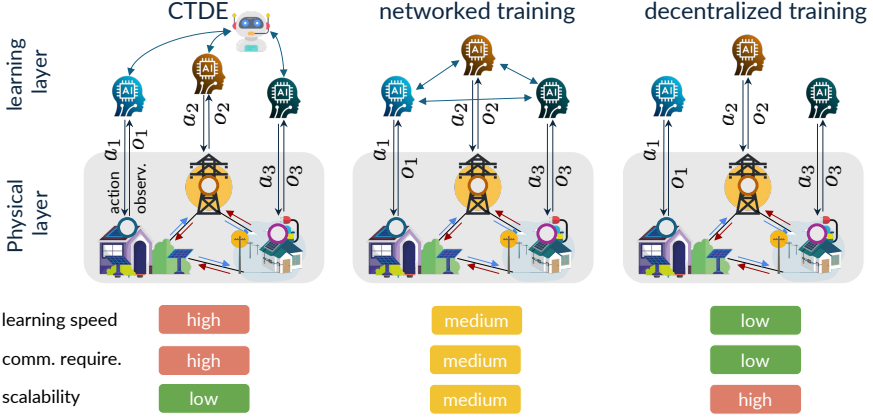 CTDE networked training decentralized training
learning layer
AI AI AI AI AI AI AI AI AI
a₁ o₁ a₂ o₂ a₃ o₃ a₁ o₁ a₂ o₂ a₃ o₃ a₁ o₁ a₂ o₂ a₃ o₃
Physical layer
action
observ.
learning speed high medium low
comm. require. high medium low
scalability low medium high